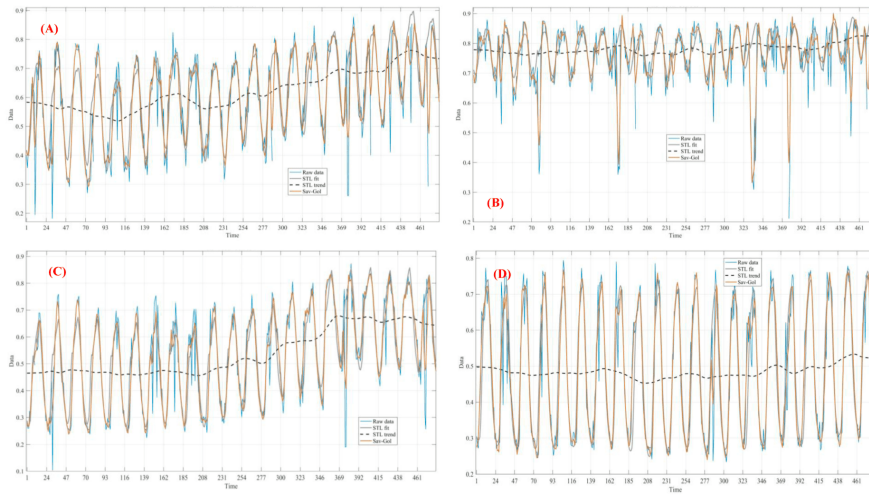 (A)
0.9
0.8
0.7
0.6
0.5
0.4
0.3
0.2
Data
1 24 47 70 93 116 139 162 185 208 231 254 277 300 323 346 369 392 415 438 461
Time
Raw data
STL fit
STL trend
Sav-Gol
(B)
0.9
0.8
0.7
0.6
0.5
0.4
0.3
0.2
Data
1 24 47 70 93 116 139 162 185 208 231 254 277 300 323 346 369 392 415 438 461
Time
Raw data
STL fit
STL trend
Sav-Gol
(C)
0.9
0.8
0.7
0.6
0.5
0.4
0.3
0.2
0.1
Data
1 24 47 70 93 116 139 162 185 208 231 254 277 300 323 346 369 392 415 438 461
Time
Raw data
STL fit
STL trend
Sav-Gol
(D)
0.8
0.7
0.6
0.5
0.4
0.3
0.2
Data
1 24 47 70 93 116 139 162 185 208 231 254 277 300 323 346 369 392 415 438 461
Time
Raw data
STL fit
STL trend
Sav-Gol